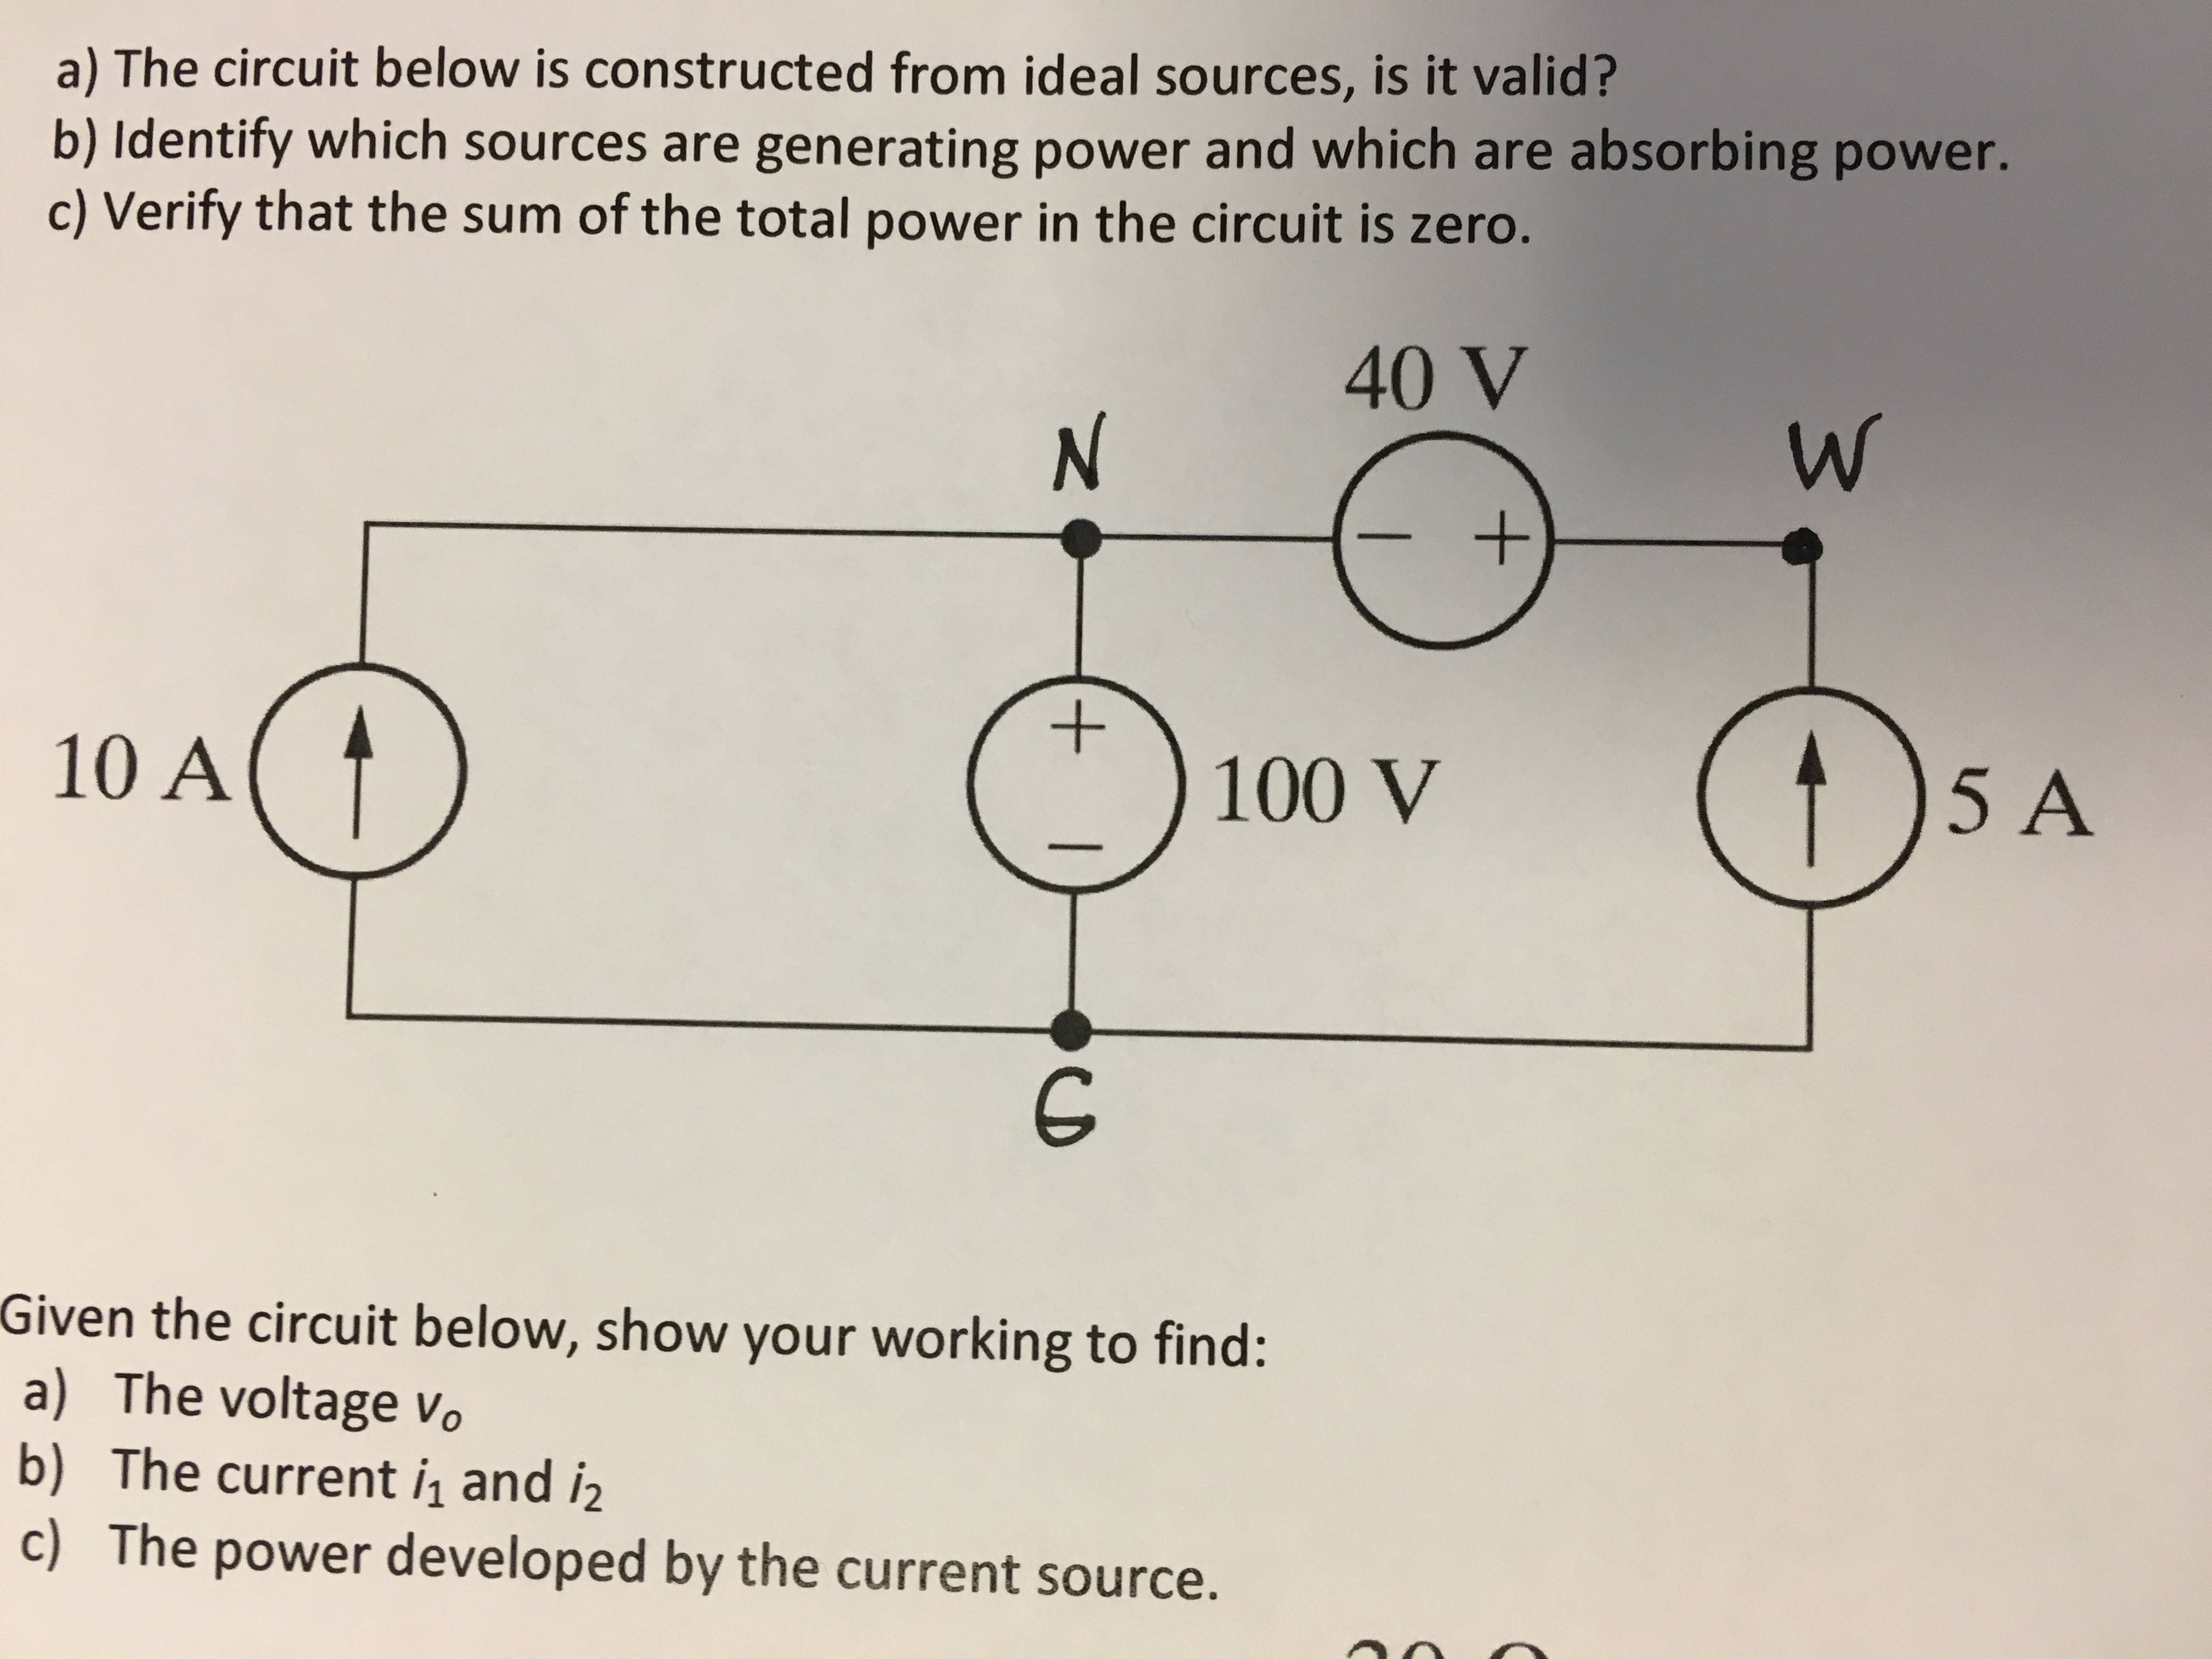 a) The circuit below is constructed from ideal sources, is it valid?
b) Identify which sources are generating power and which are absorbing power.
c) Verify that the sum of the total power in the circuit is zero.
40 V
N
W
− +
10 A
+
−
100 V
5 A
e
Given the circuit below, show your working to find:
a) The voltage vₒ
b) The current i₁ and i₂
c) The power developed by the current source.